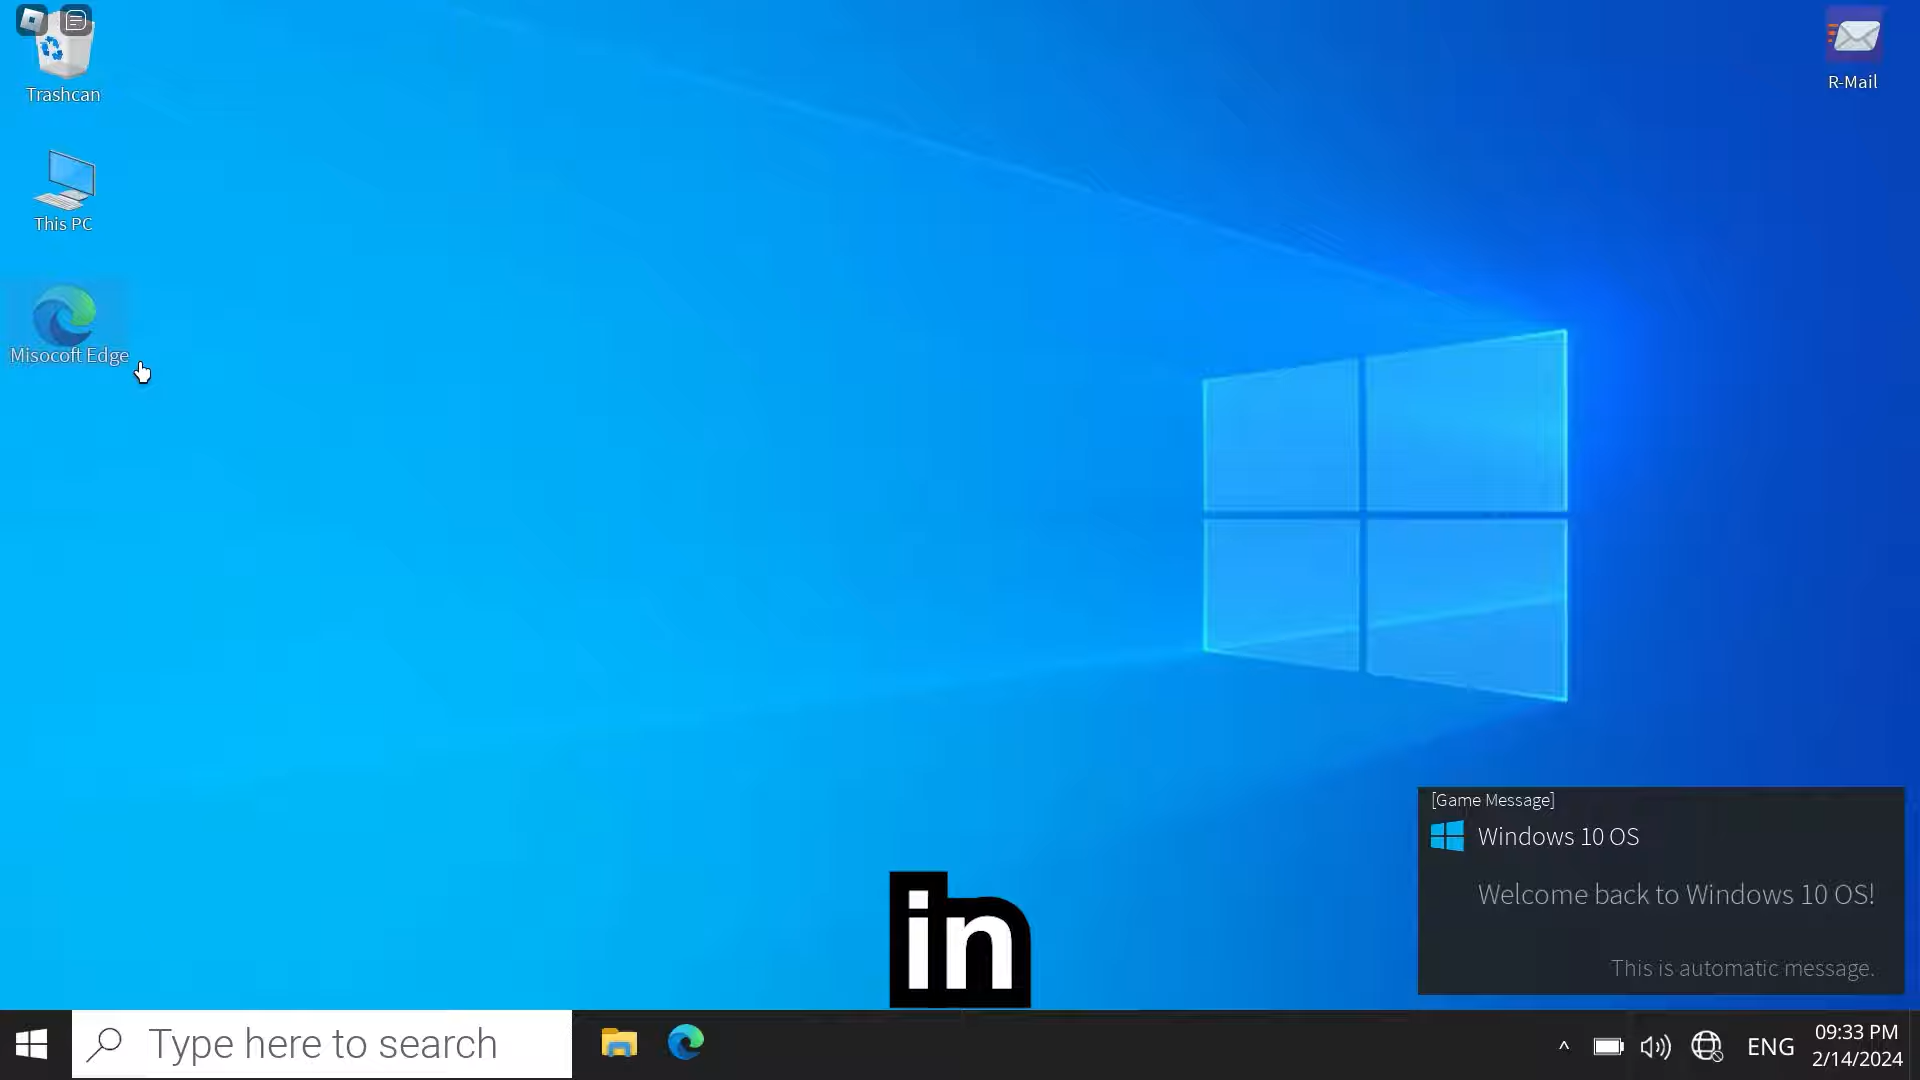 Trashcan
R-Mail
This PC
Misocoft Edge
[Game Message]
Windows 10 OS
Welcome back to Windows 10 OS!
This is automatic message.
in
Type here to search
ENG
09:33 PM
2/14/2024